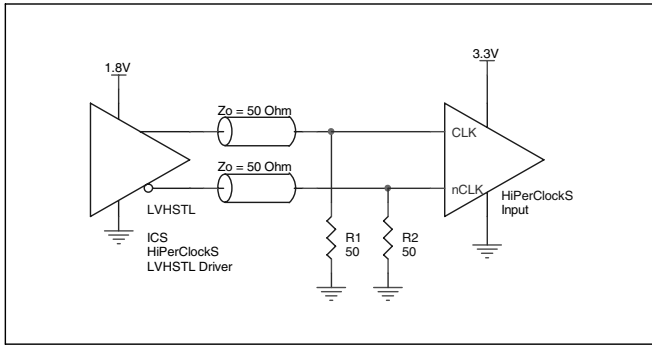 1.8V
3.3V
Zo = 50 Ohm
CLK
Zo = 50 Ohm
nCLK
HiPerClockS
Input
LVHSTL
ICS
HiPerClockS
LVHSTL Driver
R1
50
R2
50